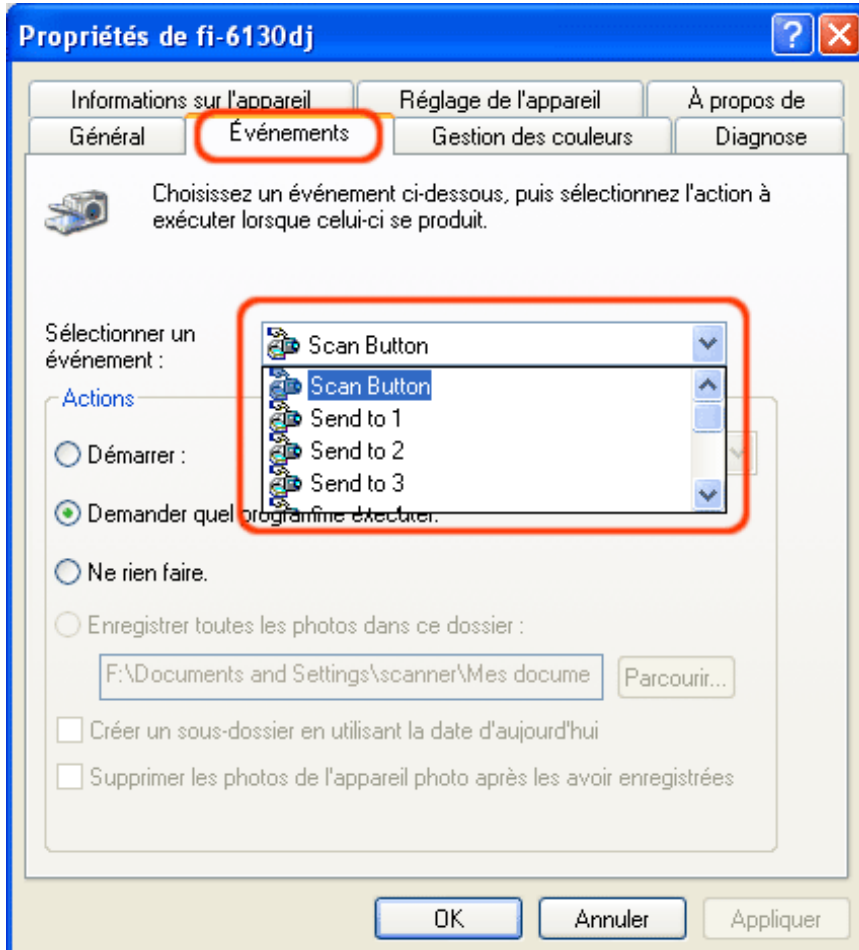 Propriétés de fi-6130dj
Informations sur l'appareil
Réglage de l'appareil
À propos de
Général
Événements
Gestion des couleurs
Diagnose
Choisissez un événement ci-dessous, puis sélectionnez l'action à
exécuter lorsque celui-ci se produit.
Sélectionner un
événement :
Scan Button
Scan Button
Send to 1
Send to 2
Send to 3
Actions
Démarrer :
Demander quel programme exécuter.
Ne rien faire.
Enregistrer toutes les photos dans ce dossier :
F:\Documents and Settings\scanner\Mes docume
Parcourir...
Créer un sous-dossier en utilisant la date d'aujourd'hui
Supprimer les photos de l'appareil photo après les avoir enregistrées
OK
Annuler
Appliquer